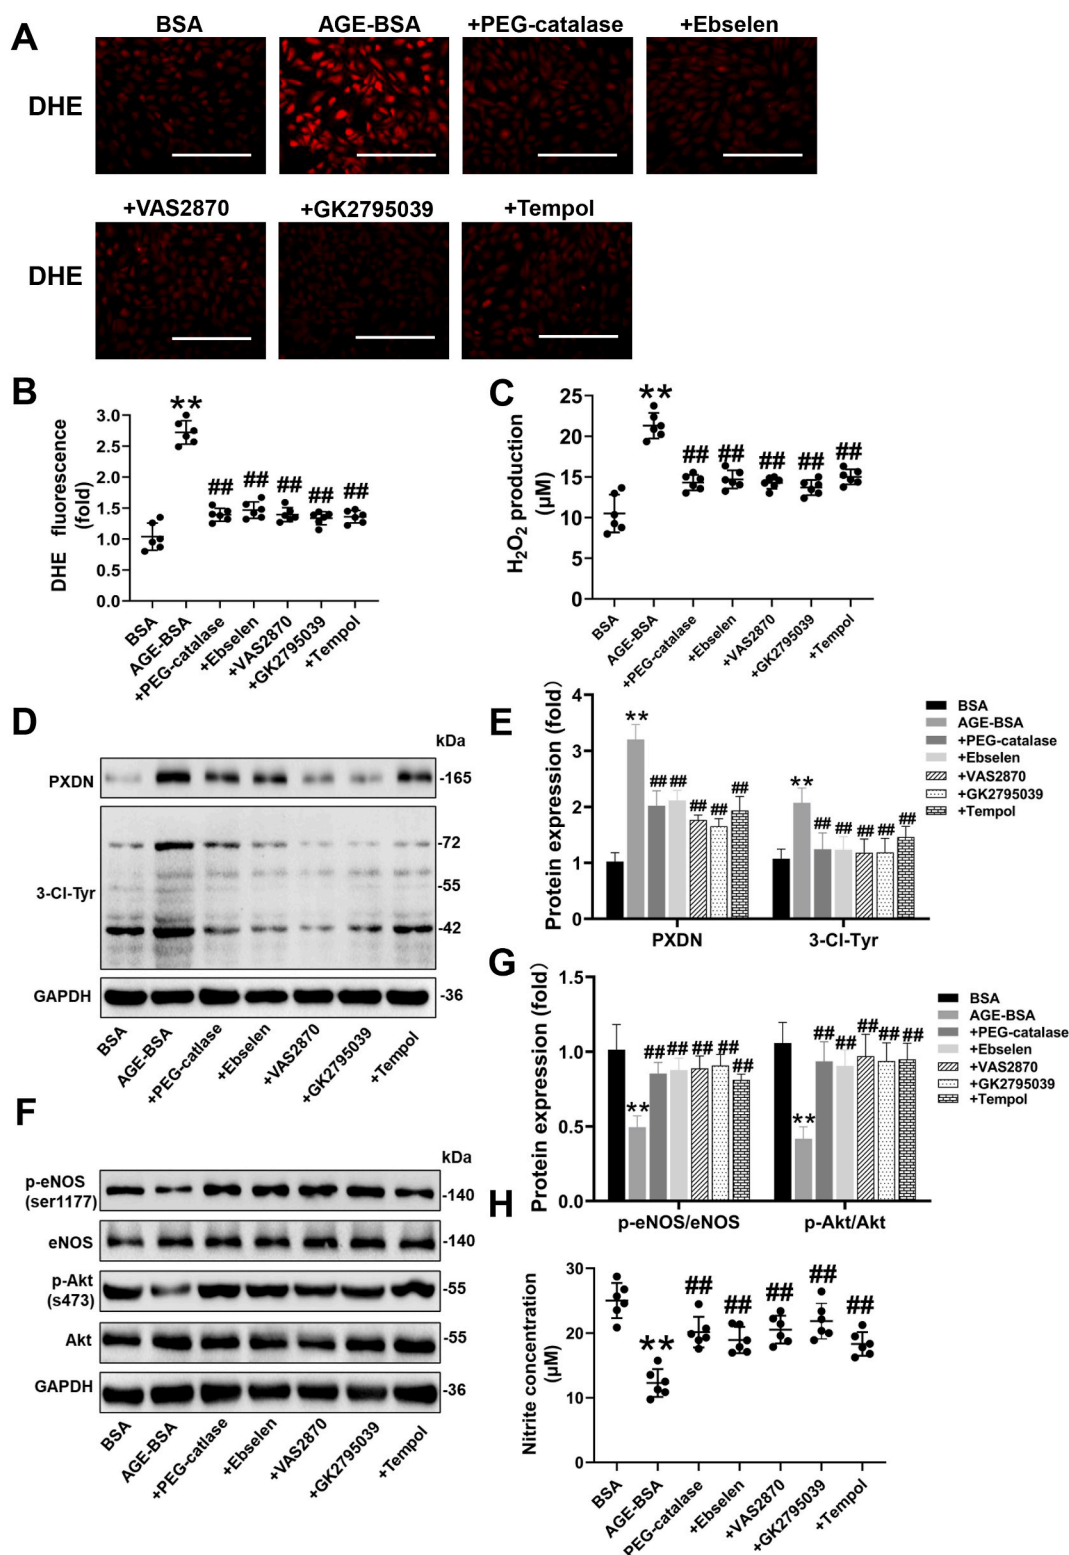 A
BSA
AGE-BSA
+PEG-catalase
+Ebselen
DHE
+VAS2870
+GK2795039
+Tempol
DHE
B
DHE fluorescence
(fold)
3.0
2.5
2.0
1.5
1.0
0.5
0.0
**
##
##
##
##
##
BSA
AGE-BSA
+PEG-catalase
+Ebselen
+VAS2870
+GK2795039
+Tempol
C
H₂O₂ production
(μM)
25
20
15
10
5
0
**
##
##
##
##
##
BSA
AGE-BSA
+PEG-catalase
+Ebselen
+VAS2870
+GK2795039
+Tempol
D
kDa
PXDN
-165
3-Cl-Tyr
-72
-55
-42
GAPDH
-36
BSA
AGE-BSA
+PEG-catlase
+Ebselen
+VAS2870
+GK2795039
+Tempol
E
Protein expression (fold)
4
3
2
1
0
**
##
##
##
##
##
**
##
##
##
##
##
PXDN
3-Cl-Tyr
BSA
AGE-BSA
+PEG-catalase
+Ebselen
+VAS2870
+GK2795039
+Tempol
F
kDa
p-eNOS
(ser1177)
-140
eNOS
-140
p-Akt
(s473)
-55
Akt
-55
GAPDH
-36
BSA
AGE-BSA
+PEG-catlase
+Ebselen
+VAS2870
+GK2795039
+Tempol
G
Protein expression (fold)
1.5
1.0
0.5
0.0
**
##
##
##
##
##
**
##
##
##
##
##
p-eNOS/eNOS
p-Akt/Akt
BSA
AGE-BSA
+PEG-catalase
+Ebselen
+VAS2870
+GK2795039
+Tempol
H
Nitrite concentration
(μM)
30
20
10
0
**
##
##
##
##
##
BSA
AGE-BSA
PEG-catalase
+Ebselen
+VAS2870
+GK2795039
+Tempol